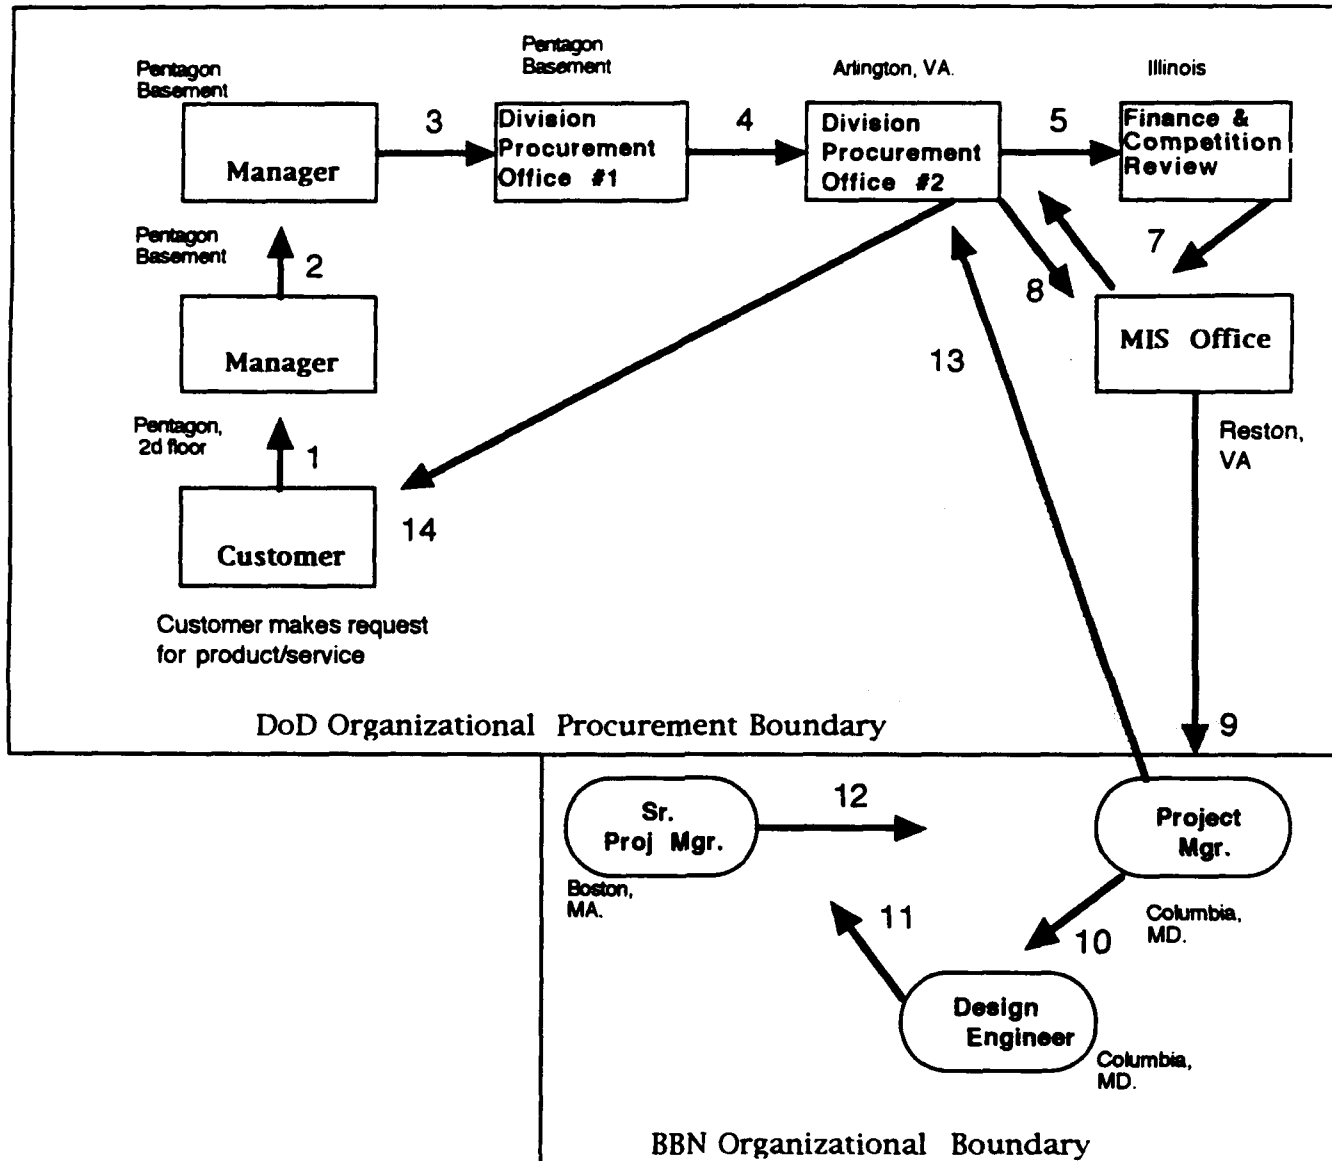 Pentagon
Basement
Pentagon
Basement
Arlington, VA.
Illinois
Manager
3
Division
Procurement
Office #1
4
Division
Procurement
Office #2
5
Finance &
Competition
Review
Pentagon
Basement
2
7
8
Manager
MIS Office
13
Pentagon,
2d floor
1
Reston,
VA
Customer
14
Customer makes request
for product/service
DoD Organizational Procurement Boundary
9
Sr.
Proj Mgr.
12
Project
Mgr.
Boston,
MA.
11
10
Columbia,
MD.
Design
Engineer
Columbia,
MD.
BBN Organizational Boundary